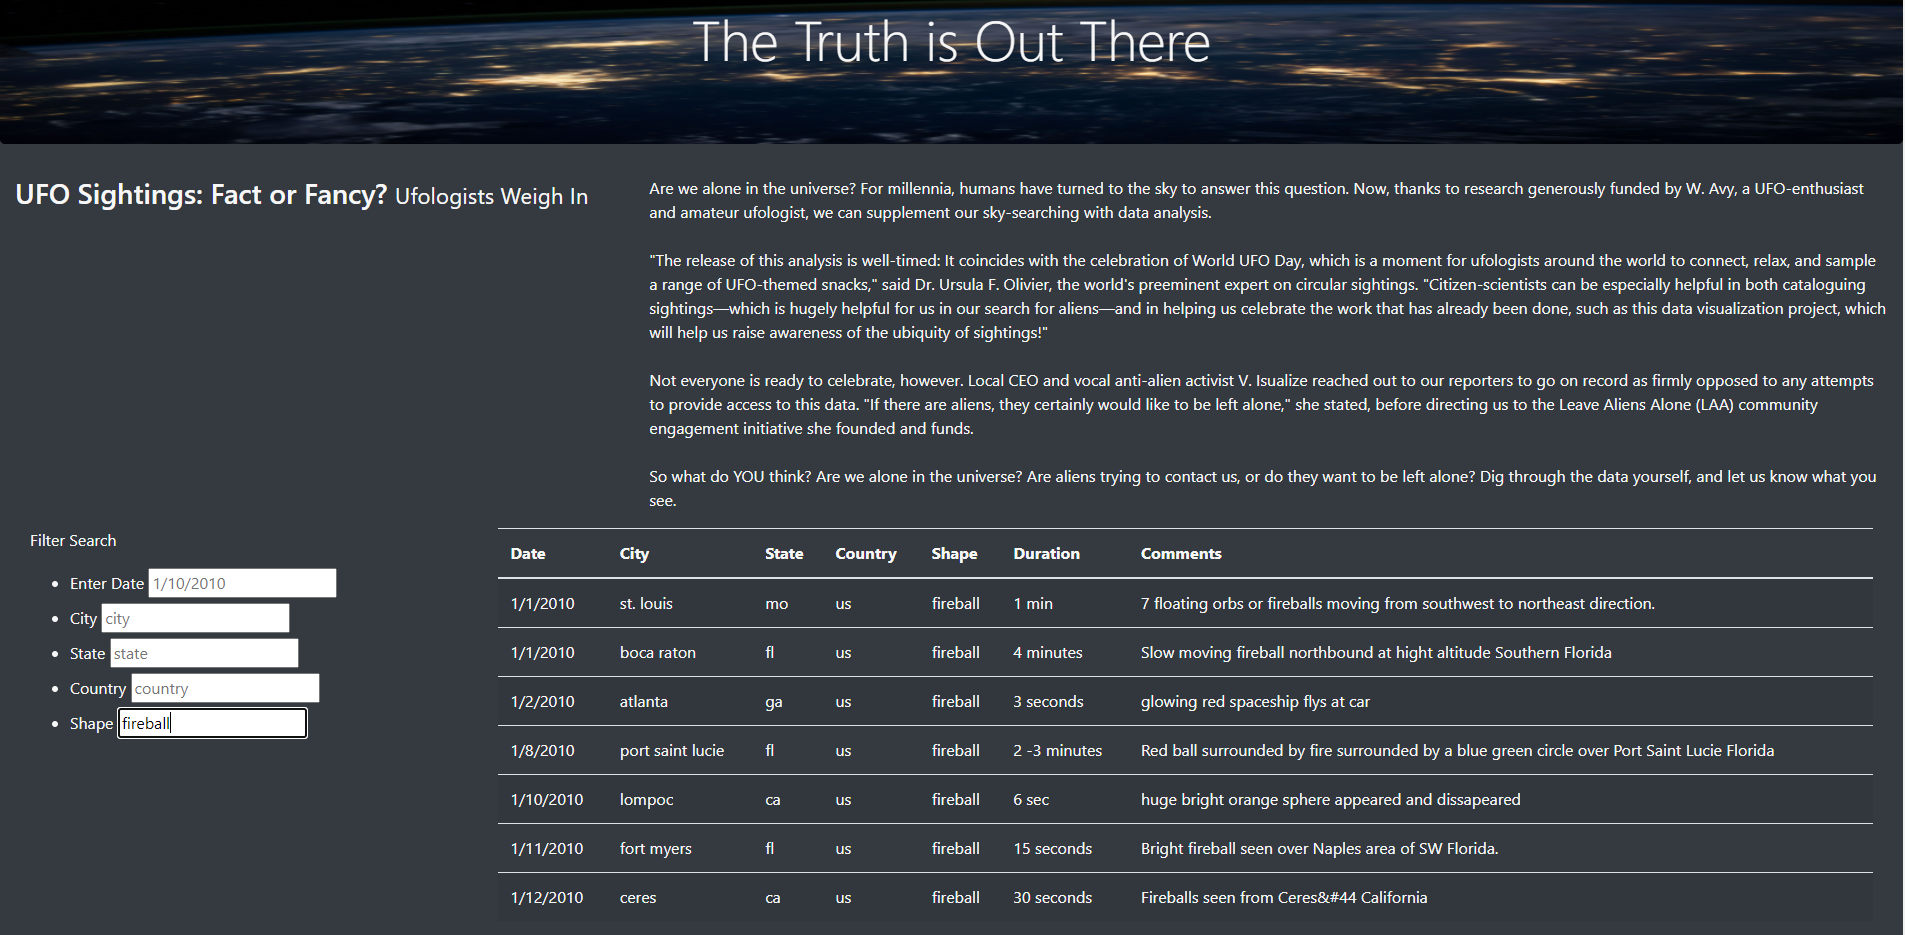 The Truth is Out There
UFO Sightings: Fact or Fancy? Ufologists Weigh In
Are we alone in the universe? For millennia, humans have turned to the sky to answer this question. Now, thanks to research generously funded by W. Avy, a UFO-enthusiast
and amateur ufologist, we can supplement our sky-searching with data analysis.
"The release of this analysis is well-timed: It coincides with the celebration of World UFO Day, which is a moment for ufologists around the world to connect, relax, and sample
a range of UFO-themed snacks," said Dr. Ursula F. Olivier, the world's preeminent expert on circular sightings. "Citizen-scientists can be especially helpful in both cataloguing
sightings—which is hugely helpful for us in our search for aliens—and in helping us celebrate the work that has already been done, such as this data visualization project, which
will help us raise awareness of the ubiquity of sightings!"
Not everyone is ready to celebrate, however. Local CEO and vocal anti-alien activist V. Isualize reached out to our reporters to go on record as firmly opposed to any attempts
to provide access to this data. "If there are aliens, they certainly would like to be left alone," she stated, before directing us to the Leave Aliens Alone (LAA) community
engagement initiative she founded and funds.
So what do YOU think? Are we alone in the universe? Are aliens trying to contact us, or do they want to be left alone? Dig through the data yourself, and let us know what you
see.
Filter Search
Enter Date 1/10/2010
City city
State state
Country country
Shape fireball
Date City State Country Shape Duration Comments
1/1/2010 st. louis mo us fireball 1 min 7 floating orbs or fireballs moving from southwest to northeast direction.
1/1/2010 boca raton fl us fireball 4 minutes Slow moving fireball northbound at hight altitude Southern Florida
1/2/2010 atlanta ga us fireball 3 seconds glowing red spaceship flys at car
1/8/2010 port saint lucie fl us fireball 2 -3 minutes Red ball surrounded by fire surrounded by a blue green circle over Port Saint Lucie Florida
1/10/2010 lompoc ca us fireball 6 sec huge bright orange sphere appeared and dissapeared
1/11/2010 fort myers fl us fireball 15 seconds Bright fireball seen over Naples area of SW Florida.
1/12/2010 ceres ca us fireball 30 seconds Fireballs seen from Ceres&#44 California